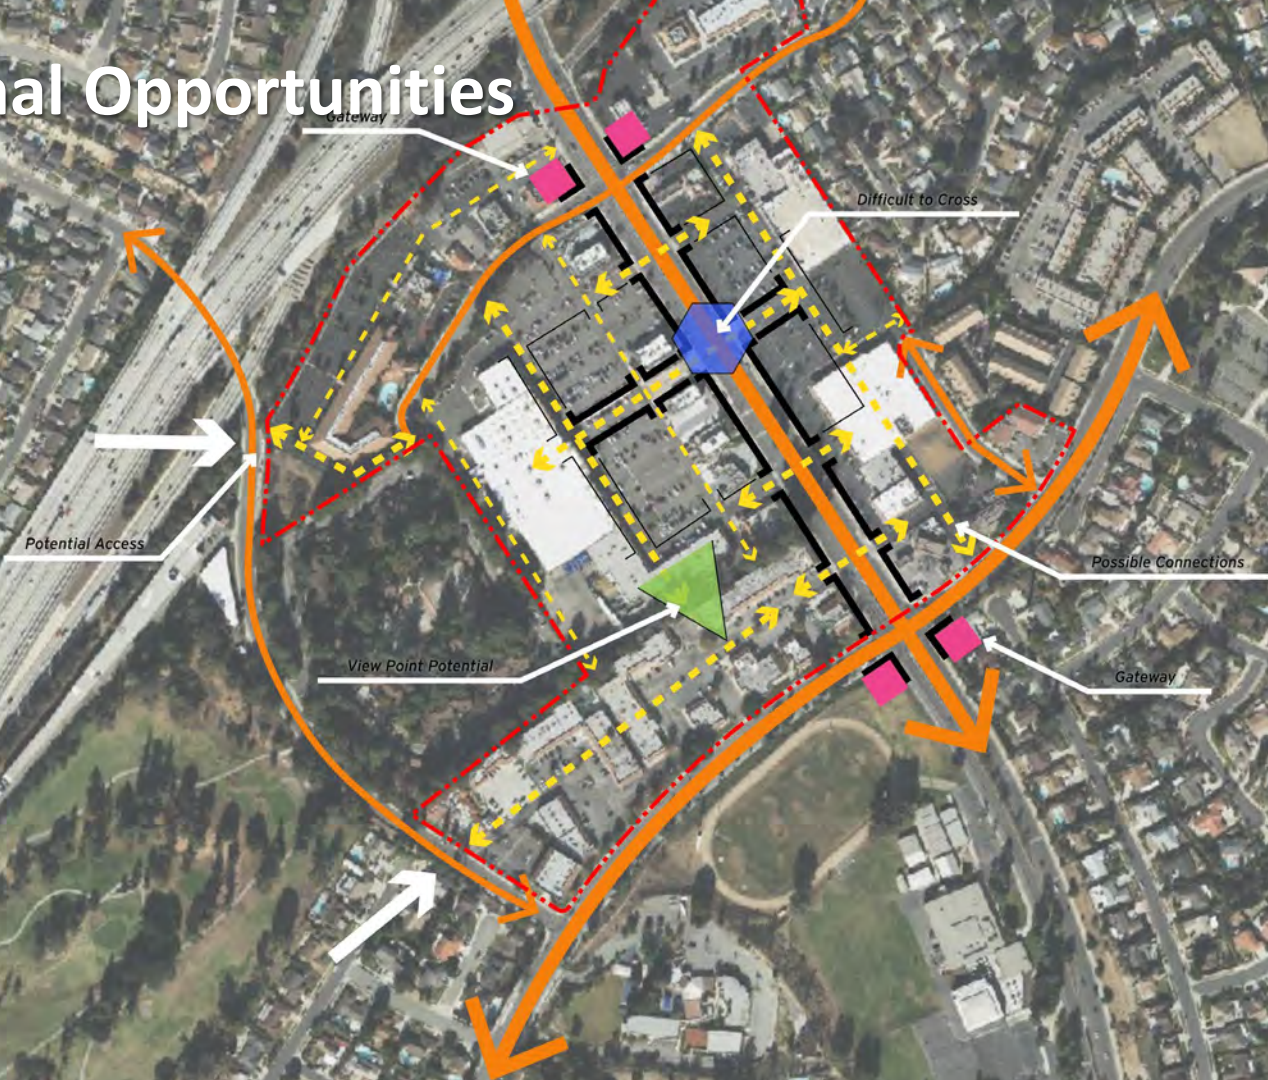 nal Opportunities
Gateway
Difficult to Cross
Potential Access
Possible Connections
View Point Potential
Gateway